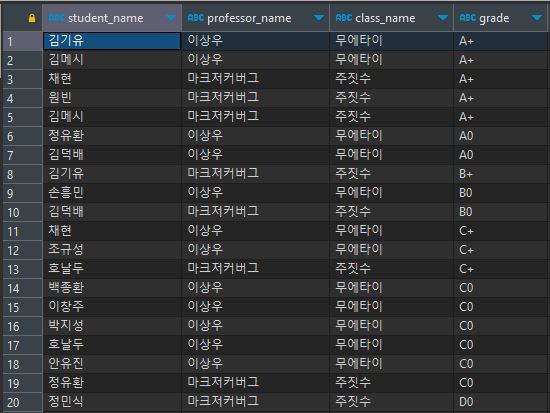 ABC student_name ABC professor_name ABC class_name ABC grade
1 김기유 이상우 무에타이 A+
2 김메시 이상우 무에타이 A+
3 채현 마크저커버그 주짓수 A+
4 원빈 마크저커버그 주짓수 A+
5 김메시 마크저커버그 주짓수 A+
6 정유환 이상우 무에타이 A0
7 김덕배 이상우 무에타이 A0
8 김기유 마크저커버그 주짓수 B+
9 손흥민 이상우 무에타이 B0
10 김덕배 마크저커버그 주짓수 B0
11 채현 이상우 무에타이 C+
12 조규성 이상우 무에타이 C+
13 호날두 마크저커버그 주짓수 C+
14 백종환 이상우 무에타이 C0
15 이창주 이상우 무에타이 C0
16 박지성 이상우 무에타이 C0
17 호날두 이상우 무에타이 C0
18 안유진 이상우 무에타이 C0
19 정유환 마크저커버그 주짓수 C0
20 정민식 마크저커버그 주짓수 D0